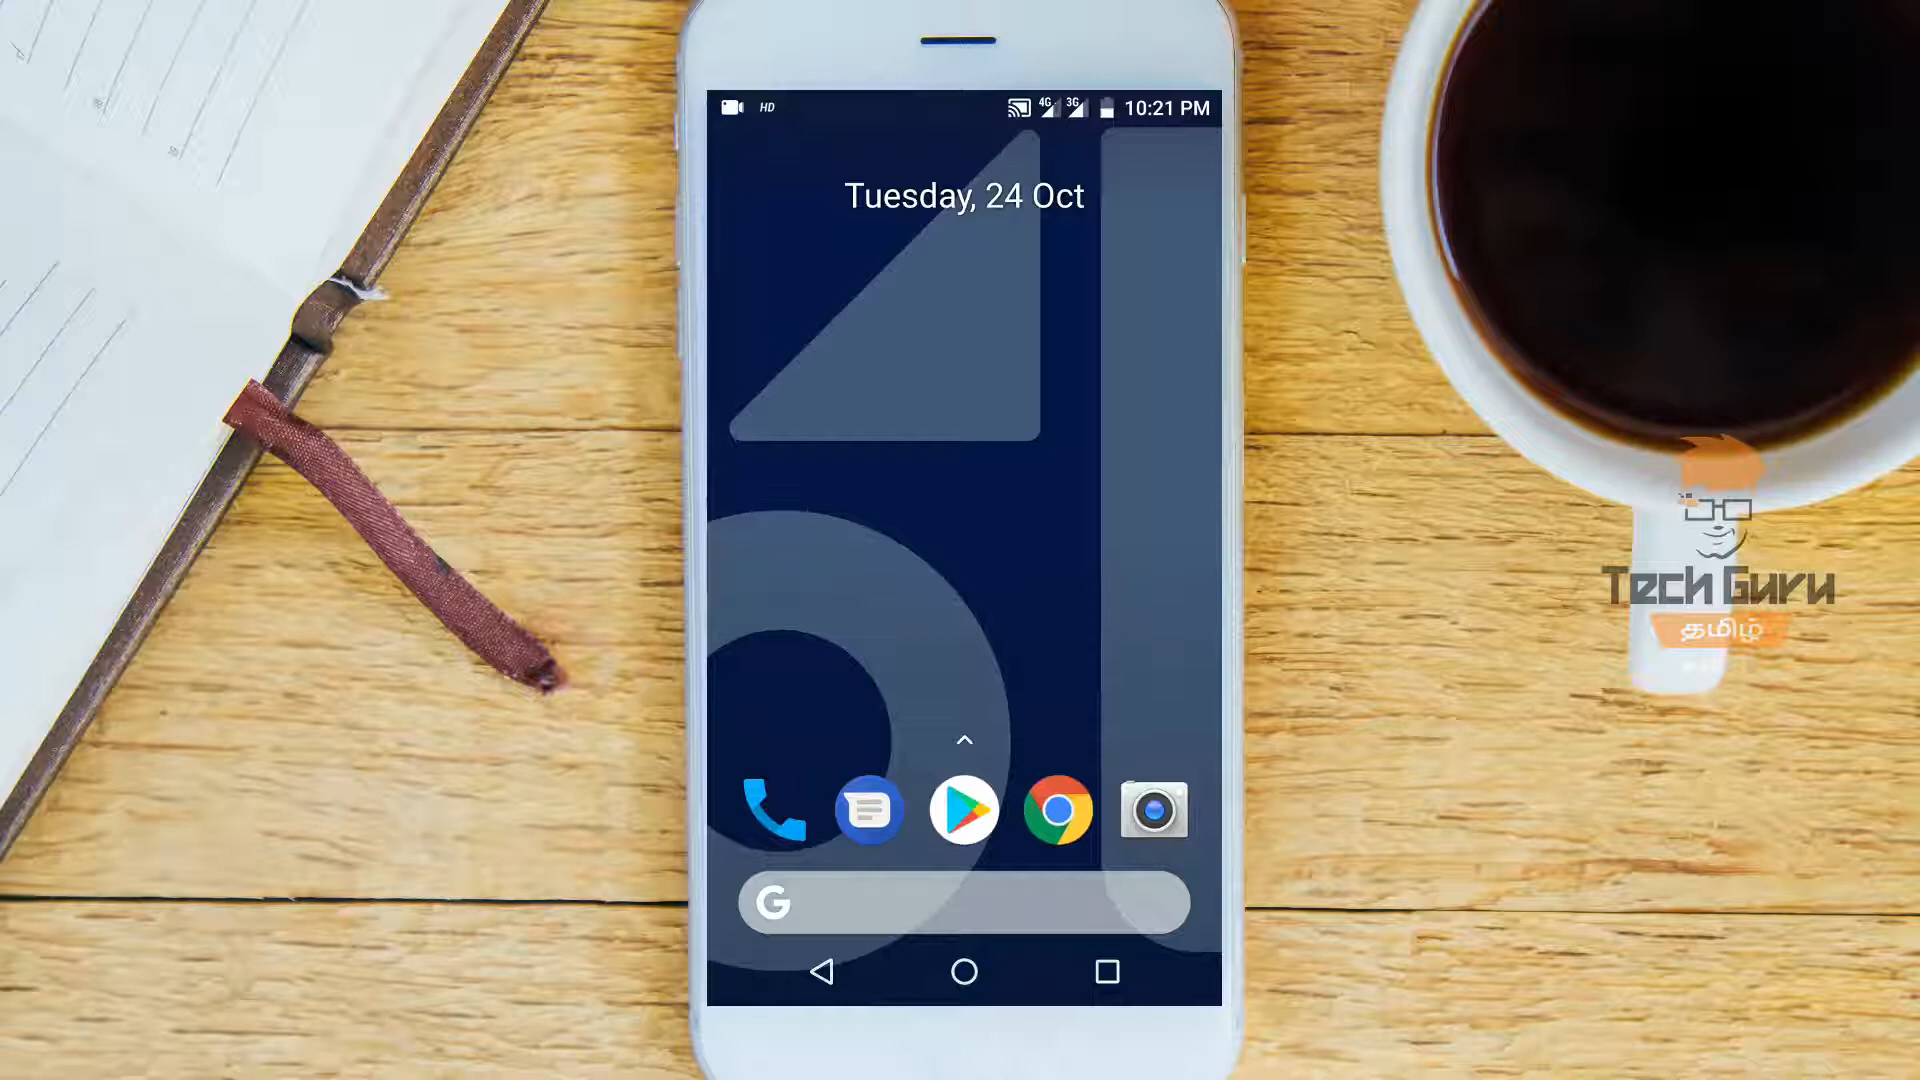 HD
4G 3G 10:21 PM
Tuesday, 24 Oct
G
Tech Guru
தமிழ்